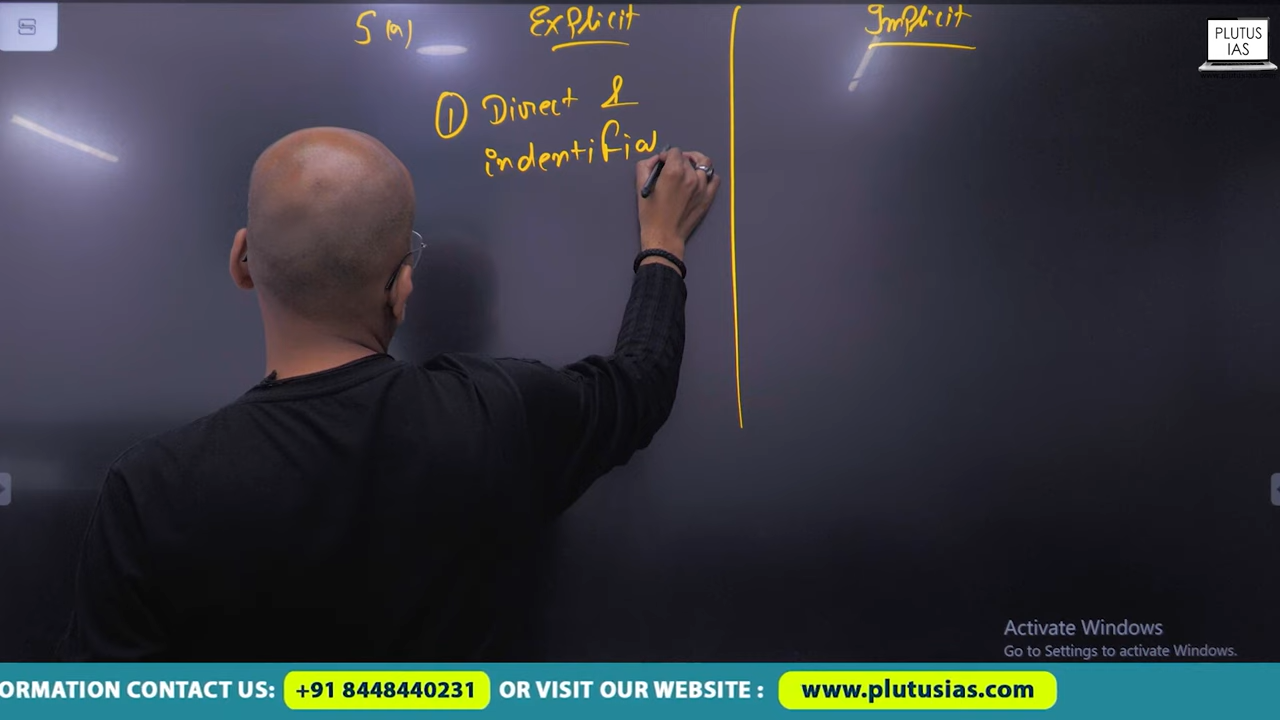 5 (a) Explicit Implicit
PLUTUS
IAS
① Direct &
indentifia
Activate Windows
Go to Settings to activate Windows.
ORMATION CONTACT US: +91 8448440231 OR VISIT OUR WEBSITE : www.plutusias.com